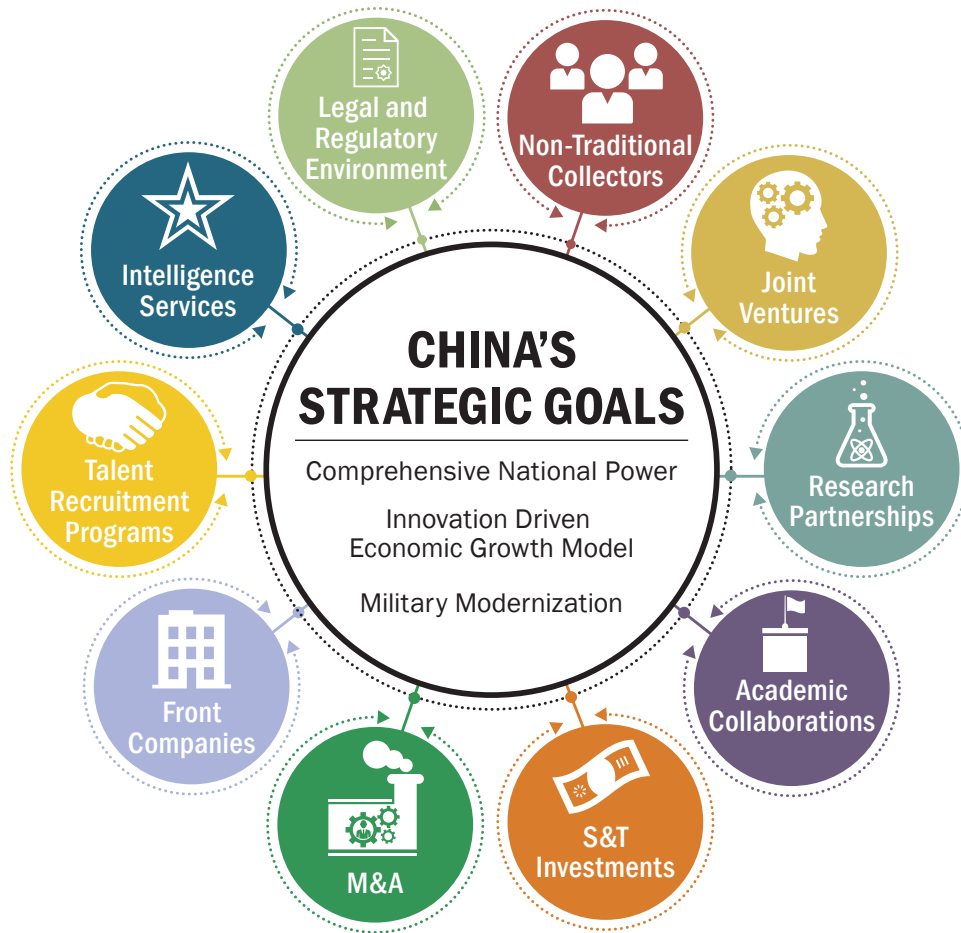 CHINA'S
STRATEGIC GOALS
Comprehensive National Power
Innovation Driven
Economic Growth Model
Military Modernization
Legal and
Regulatory
Environment
Non-Traditional
Collectors
Joint
Ventures
Research
Partnerships
Academic
Collaborations
S&T
Investments
M&A
Front
Companies
Talent
Recruitment
Programs
Intelligence
Services